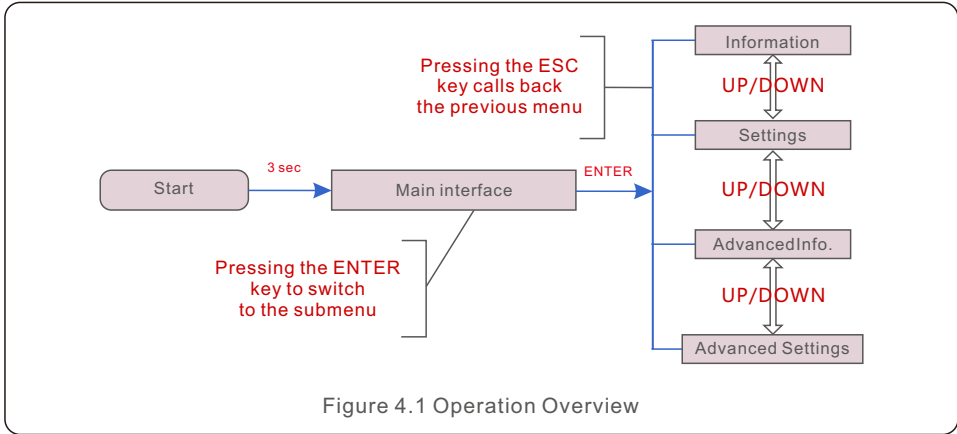 Information
Pressing the ESC
key calls back
the previous menu
UP/DOWN
Settings
3 sec
ENTER
Start
Main interface
UP/DOWN
AdvancedInfo.
Pressing the ENTER
key to switch
to the submenu
UP/DOWN
Advanced Settings
Figure 4.1 Operation Overview